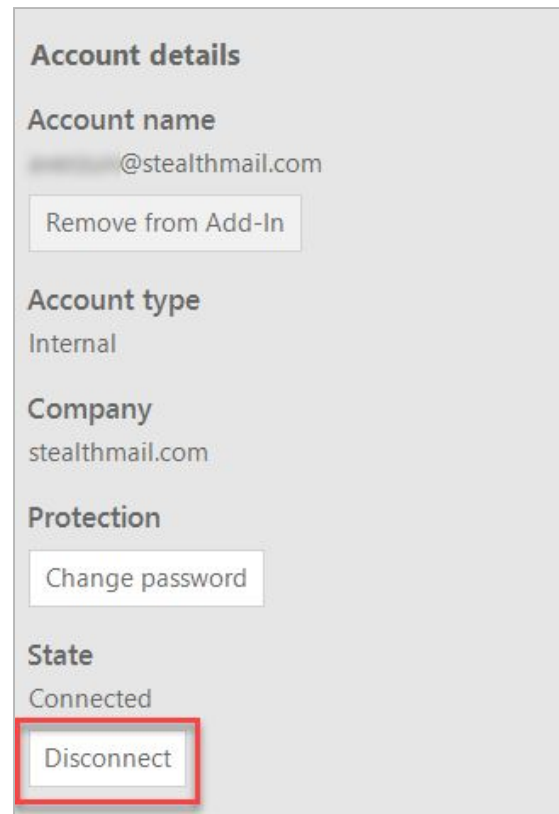 Account details
Account name
@stealthmail.com
Remove from Add-In
Account type
Internal
Company
stealthmail.com
Protection
Change password
State
Connected
Disconnect